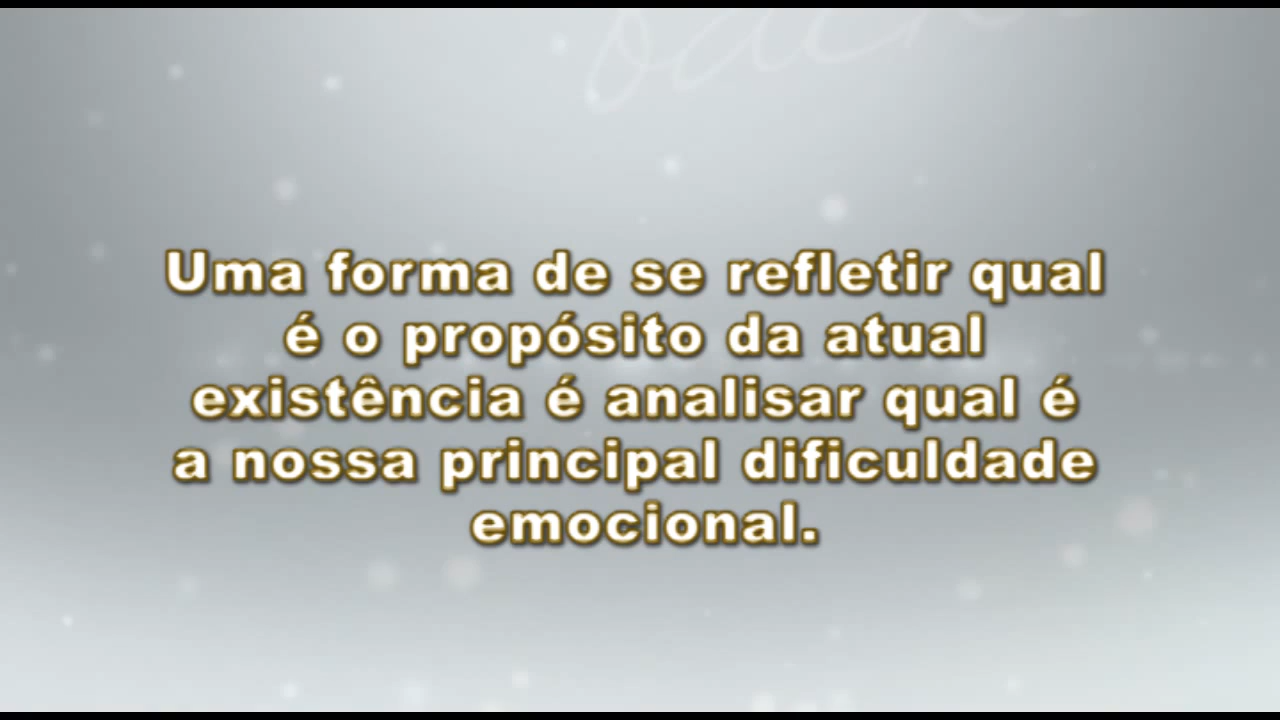 Uma forma de se refletir qual
é o propósito da atual
existência é analisar qual é
a nossa principal dificuldade
emocional.